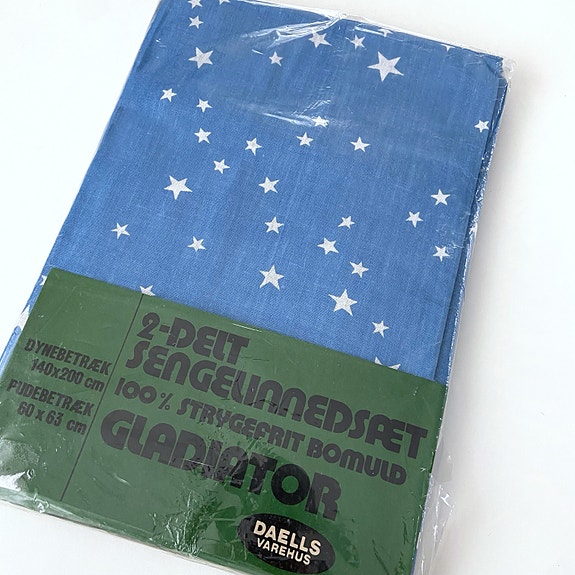 DYNEBETRÆK
140x200 cm
PUDEBETRÆK
60 x 63 cm
2-DELT
SENGELINNEDSÆT
100% STRYGEFRIT BOMULD
GLADIATOR
DAELLS
VAREHUS